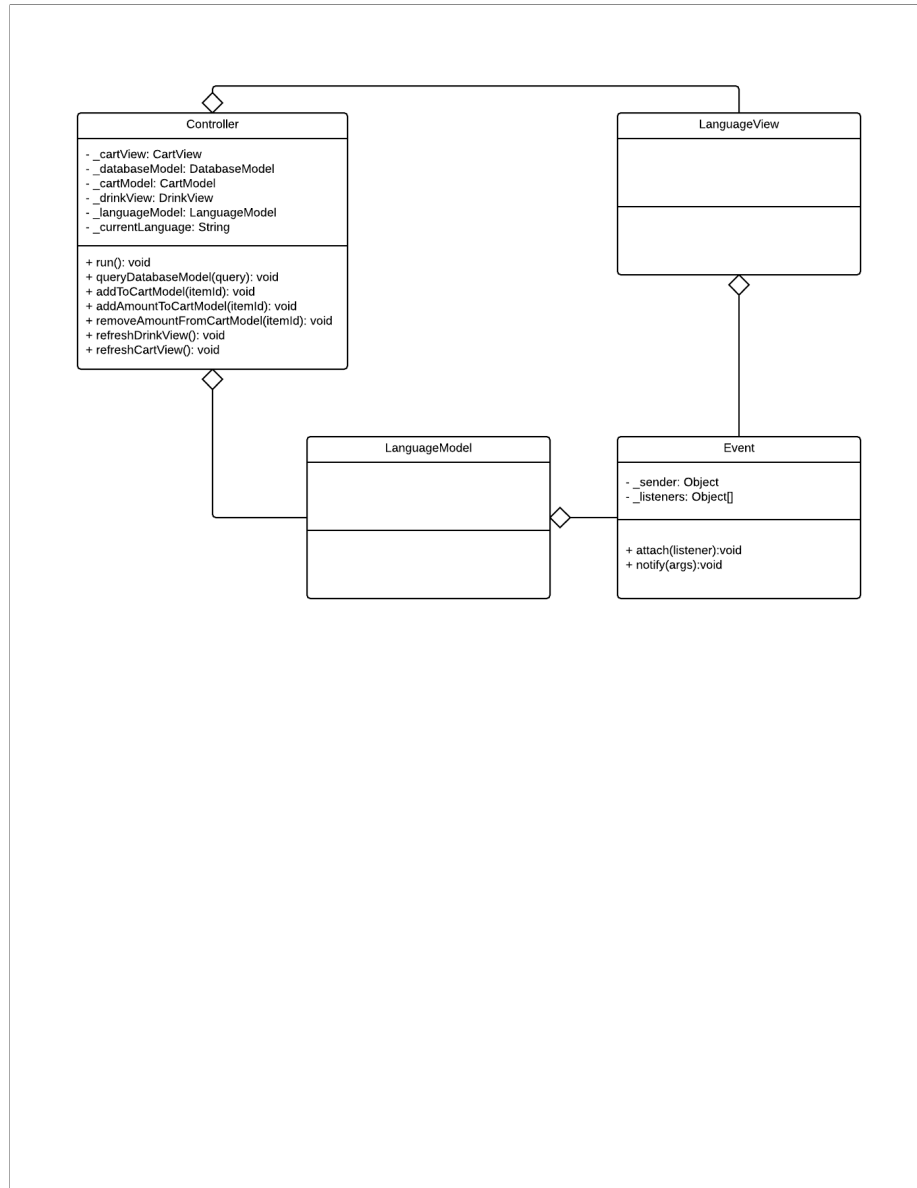 Controller
- _cartView: CartView
- _databaseModel: DatabaseModel
- _cartModel: CartModel
- _drinkView: DrinkView
- _languageModel: LanguageModel
- _currentLanguage: String
+ run(): void
+ queryDatabaseModel(query): void
+ addToCartModel(itemId): void
+ addAmountToCartModel(itemId): void
+ removeAmountFromCartModel(itemId): void
+ refreshDrinkView(): void
+ refreshCartView(): void
LanguageView
LanguageModel
Event
- _sender: Object
- _listeners: Object[]
+ attach(listener):void
+ notify(args):void